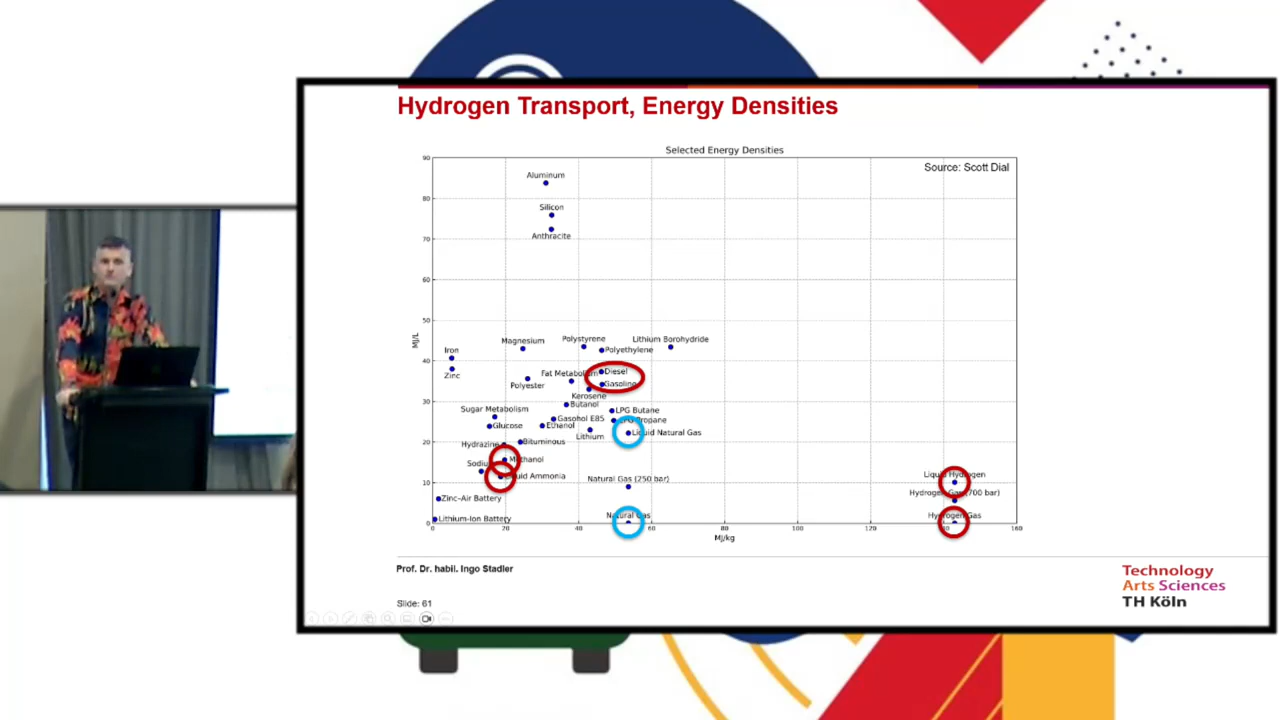 Hydrogen Transport, Energy Densities
Selected Energy Densities
Source: Scott Dial
MJ/L
90
80
70
60
50
40
30
20
10
0
Aluminum
Silicon
Anthracite
Iron
Zinc
Magnesium
Polystyrene
Lithium Borohydride
Polyethylene
Fat Metabolism
Diesel
Polyester
Gasoline
Kerosene
Butanol
Sugar Metabolism
LPG Butane
Glucose
Gasohol E85
LPG Propane
Ethanol
Lithium
Liquid Natural Gas
Hydrazine
Bituminous
Methanol
Sodium
Liquid Ammonia
Natural Gas (250 bar)
Liquid Hydrogen
Hydrogen Gas (700 bar)
Zinc-Air Battery
Lithium-Ion Battery
Natural Gas
Hydrogen Gas
0 20 40 60 80 100 120 160
MJ/kg
Prof. Dr. habil. Ingo Stadler
Technology
Arts Sciences
TH Köln
Slide: 61